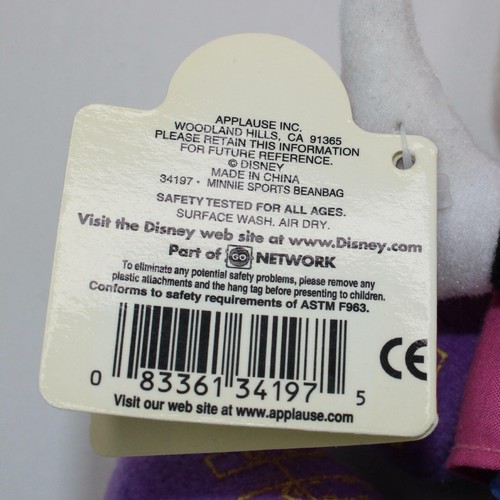 APPLAUSE INC.
WOODLAND HILLS, CA 91365
PLEASE RETAIN THIS INFORMATION
FOR FUTURE REFERENCE.
© DISNEY
MADE IN CHINA
34197 • MINNIE SPORTS BEANBAG
SAFETY TESTED FOR ALL AGES.
SURFACE WASH. AIR DRY.
Visit the Disney web site at www.Disney.com
Part of GO NETWORK
To eliminate any potential safety problems, please remove any
plastic attachments and the hang tag before presenting to children.
Conforms to safety requirements of ASTM F963.
CE
0 83361 34197 5
Visit our web site at www.applause.com